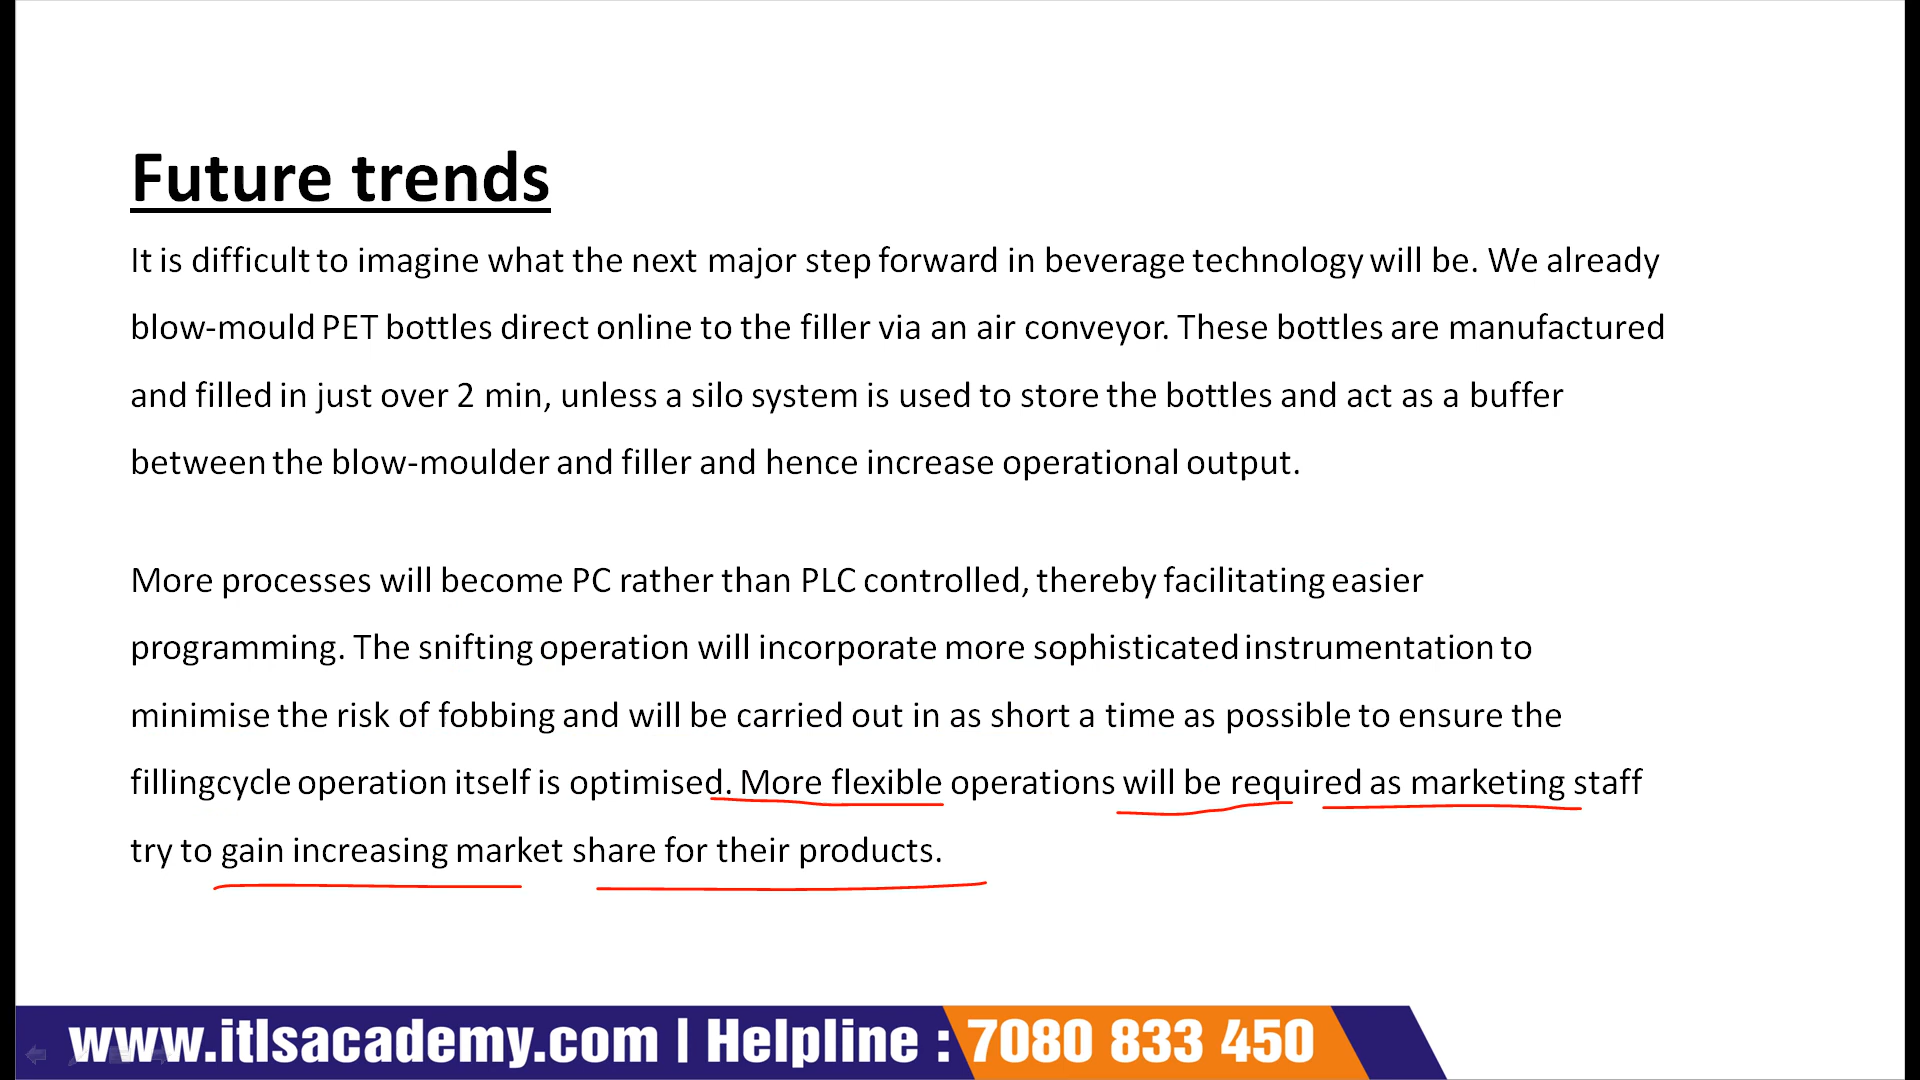 Future trends
It is difficult to imagine what the next major step forward in beverage technology will be. We already
blow-mould PET bottles direct online to the filler via an air conveyor. These bottles are manufactured
and filled in just over 2 min, unless a silo system is used to store the bottles and act as a buffer
between the blow-moulder and filler and hence increase operational output.
More processes will become PC rather than PLC controlled, thereby facilitating easier
programming. The snifting operation will incorporate more sophisticated instrumentation to
minimise the risk of fobbing and will be carried out in as short a time as possible to ensure the
fillingcycle operation itself is optimised. More flexible operations will be required as marketing staff
try to gain increasing market share for their products.
www.itlsacademy.com | Helpline : 7080 833 450